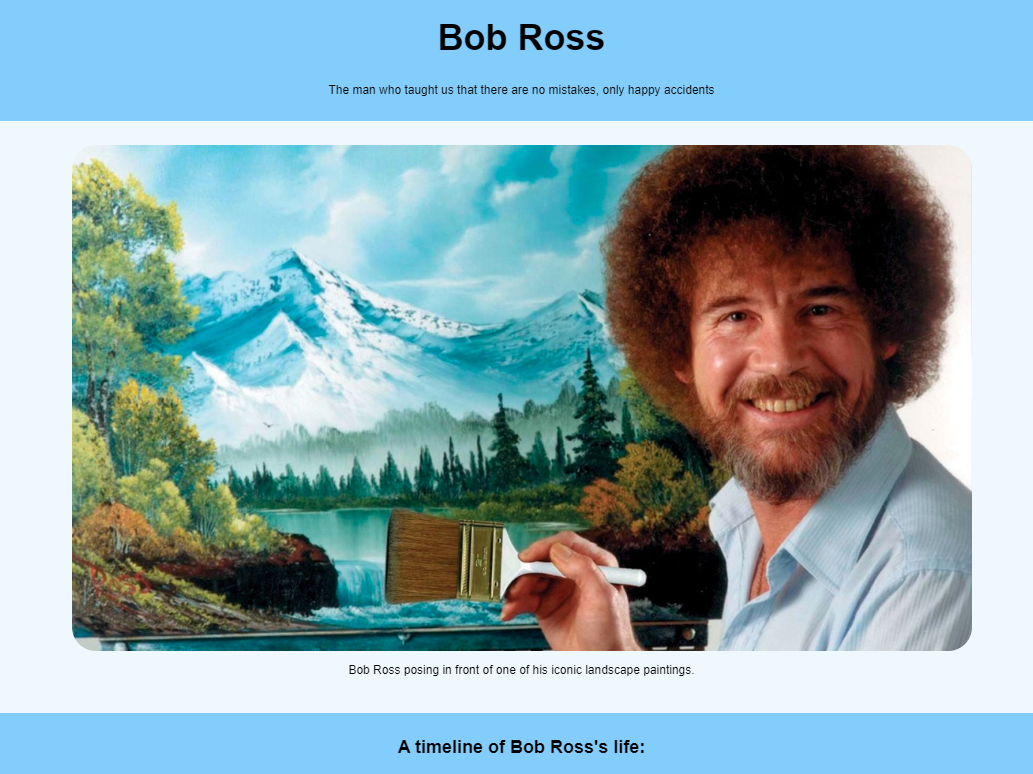 Bob Ross
The man who taught us that there are no mistakes, only happy accidents
Bob Ross posing in front of one of his iconic landscape paintings.
A timeline of Bob Ross's life: